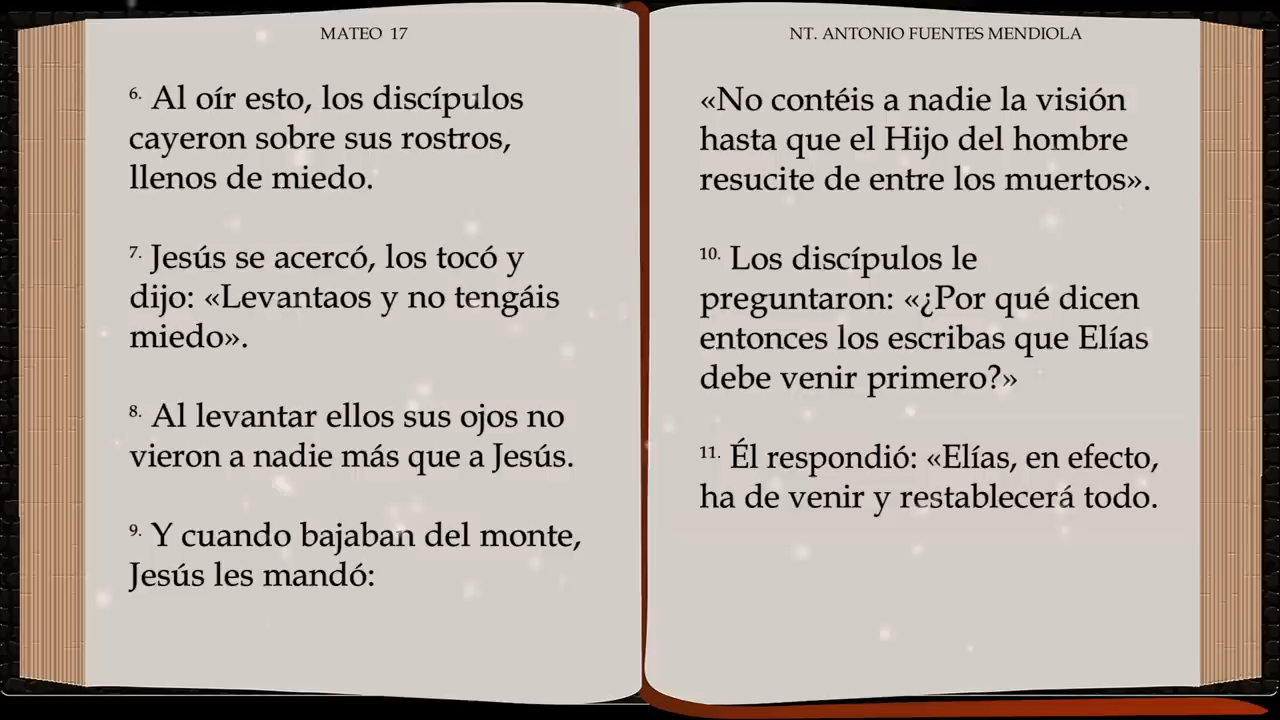 MATEO 17
6. Al oír esto, los discípulos
cayeron sobre sus rostros,
llenos de miedo.
7. Jesús se acercó, los tocó y
dijo: «Levantaos y no tengáis
miedo».
8. Al levantar ellos sus ojos no
vieron a nadie más que a Jesús.
9. Y cuando bajaban del monte,
Jesús les mandó:
NT. ANTONIO FUENTES MENDIOLA
«No contéis a nadie la visión
hasta que el Hijo del hombre
resucite de entre los muertos».
10. Los discípulos le
preguntaron: «¿Por qué dicen
entonces los escribas que Elías
debe venir primero?»
11. Él respondió: «Elías, en efecto,
ha de venir y restablecerá todo.